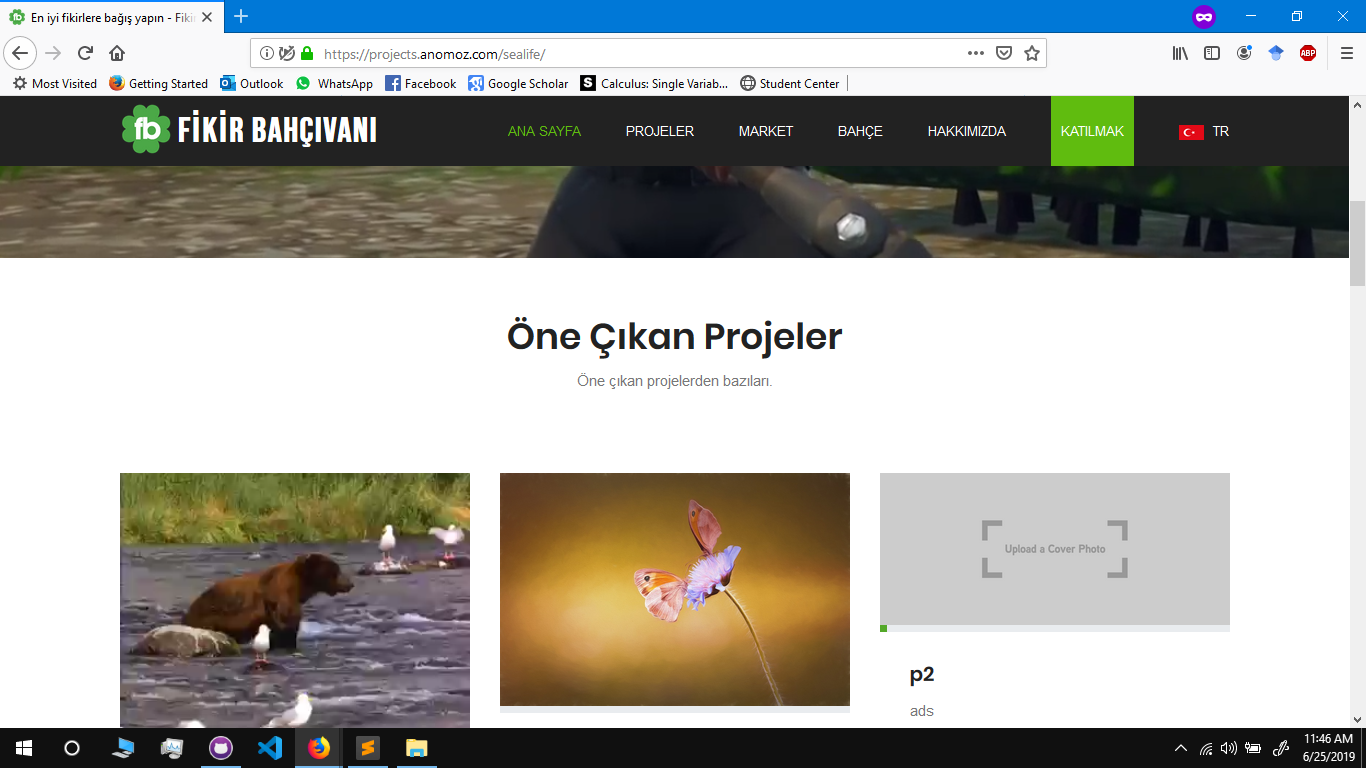 En iyi fikirlere bağış yapın - Fikir
https://projects.anomoz.com/sealife/
ABP
Most Visited Getting Started Outlook WhatsApp Facebook Google Scholar Calculus: Single Variab... Student Center
fb FİKİR BAHÇIVANI ANA SAYFA PROJELER MARKET BAHÇE HAKKIMIZDA KATILMAK TR
Öne Çıkan Projeler
Öne çıkan projelerden bazıları.
Upload a Cover Photo
p2
ads
11:46 AM
6/25/2019